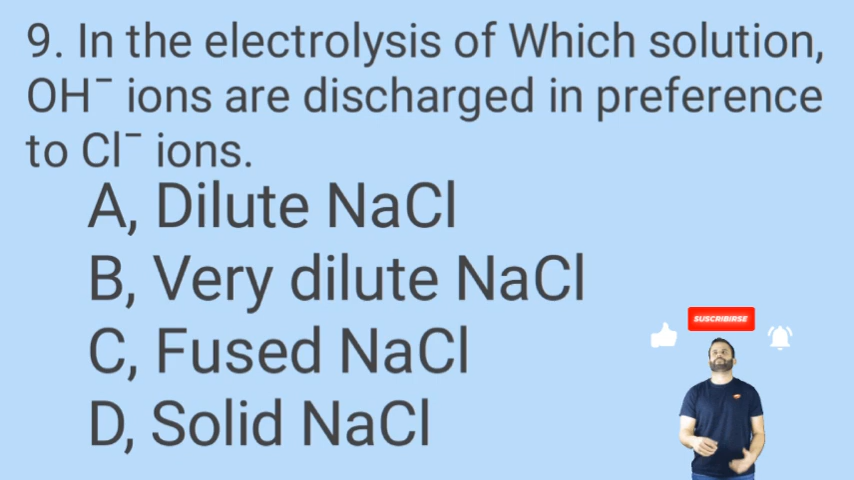 9. In the electrolysis of Which solution,
OH⁻ ions are discharged in preference
to Cl⁻ ions.
A, Dilute NaCl
B, Very dilute NaCl
C, Fused NaCl
D, Solid NaCl
SUSCRIBIRSE